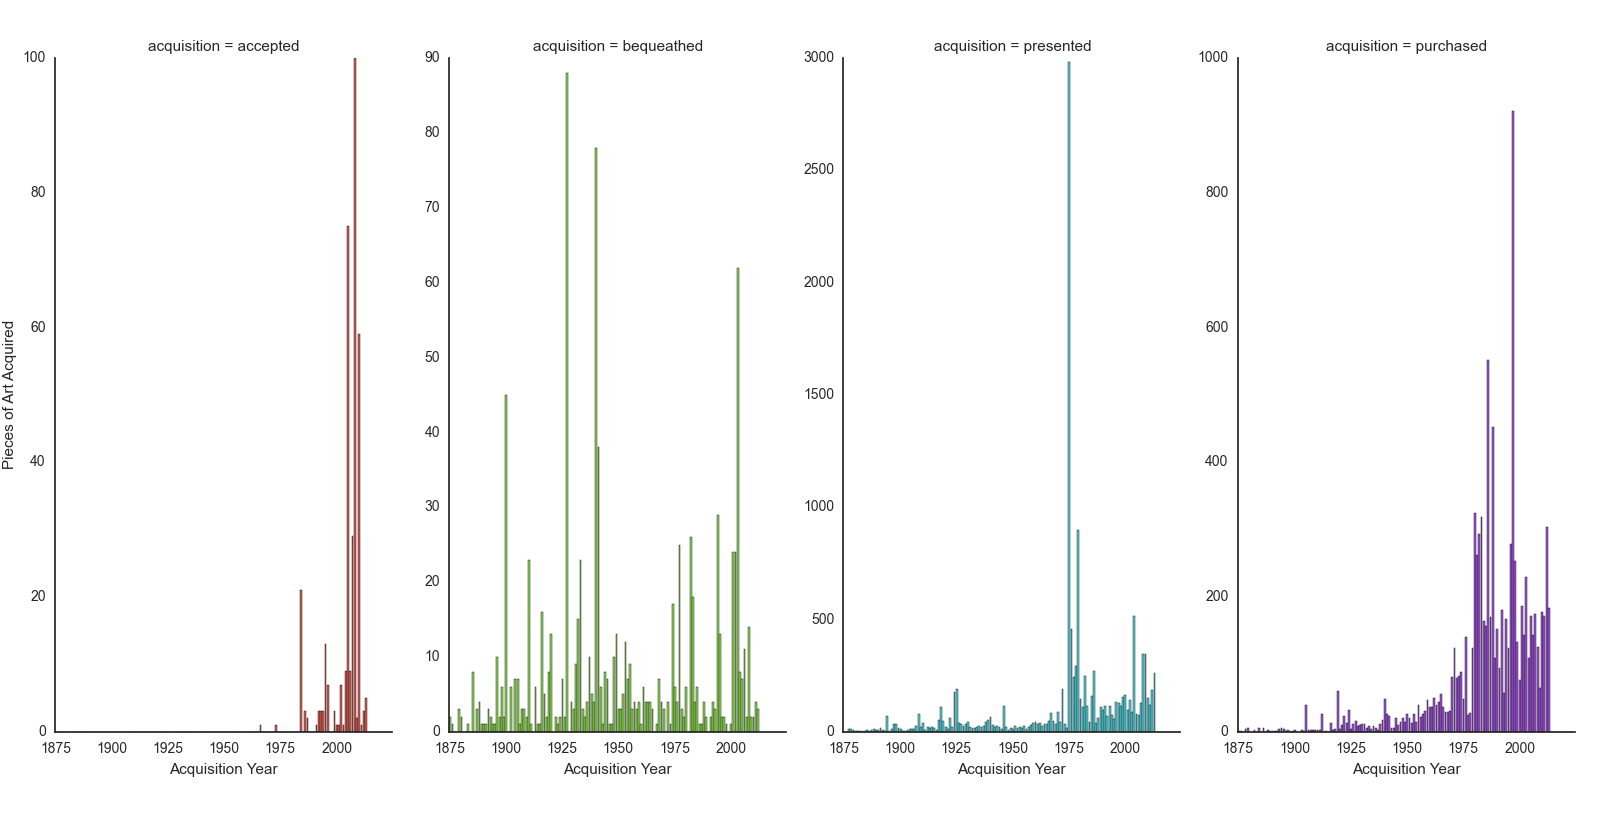 acquisition = accepted
100
80
60
40
20
0
1875 1900 1925 1950 1975 2000
Acquisition Year
Pieces of Art Acquired
acquisition = bequeathed
90
80
70
60
50
40
30
20
10
0
1875 1900 1925 1950 1975 2000
Acquisition Year
acquisition = presented
3000
2500
2000
1500
1000
500
0
1875 1900 1925 1950 1975 2000
Acquisition Year
acquisition = purchased
1000
800
600
400
200
0
1875 1900 1925 1950 1975 2000
Acquisition Year